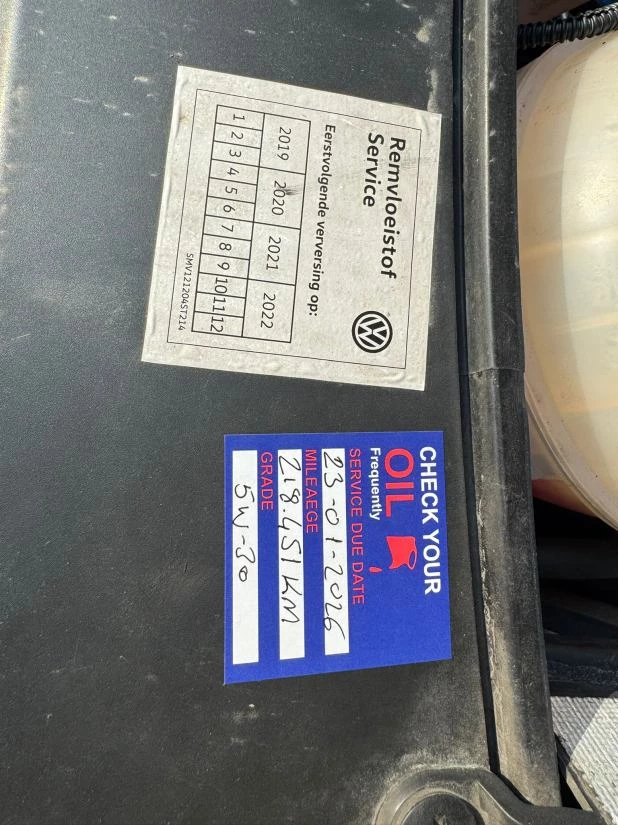 Remvloeistof
Service
Eerstvolgende verversing op:
2019 2020 2021 2022
1 2 3 4 5 6 7 8 9 10 11 12
SMV121204ST214
CHECK YOUR
OIL
Frequently
SERVICE DUE DATE
23-01-2026
MILEAEGE
218.451 KM
GRADE
5W-30